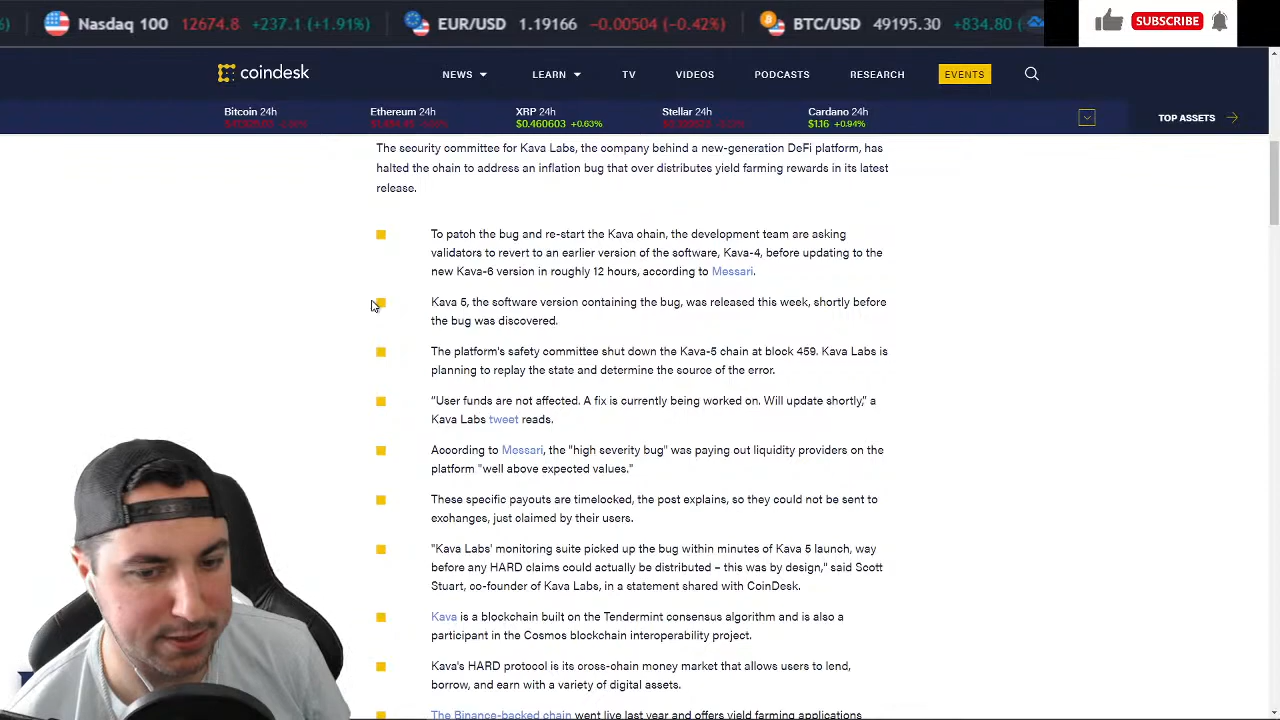 Nasdaq 100 12674.8 +237.1 (+1.91%) EUR/USD 1.19166 −0.00504 (−0.42%) BTC/USD 49195.30 +834.80
SUBSCRIBE
coindesk NEWS LEARN TV VIDEOS PODCASTS RESEARCH EVENTS
Bitcoin 24h Ethereum 24h XRP 24h Stellar 24h Cardano 24h
$0.460603 +0.63% $1.16 +0.94%
TOP ASSETS
The security committee for Kava Labs, the company behind a new-generation DeFi platform, has
halted the chain to address an inflation bug that over distributes yield farming rewards in its latest
release.
To patch the bug and re-start the Kava chain, the development team are asking
validators to revert to an earlier version of the software, Kava-4, before updating to the
new Kava-6 version in roughly 12 hours, according to Messari.
Kava 5, the software version containing the bug, was released this week, shortly before
the bug was discovered.
The platform's safety committee shut down the Kava-5 chain at block 459. Kava Labs is
planning to replay the state and determine the source of the error.
“User funds are not affected. A fix is currently being worked on. Will update shortly,” a
Kava Labs tweet reads.
According to Messari, the "high severity bug" was paying out liquidity providers on the
platform "well above expected values."
These specific payouts are timelocked, the post explains, so they could not be sent to
exchanges, just claimed by their users.
"Kava Labs' monitoring suite picked up the bug within minutes of Kava 5 launch, way
before any HARD claims could actually be distributed – this was by design," said Scott
Stuart, co-founder of Kava Labs, in a statement shared with CoinDesk.
Kava is a blockchain built on the Tendermint consensus algorithm and is also a
participant in the Cosmos blockchain interoperability project.
Kava's HARD protocol is its cross-chain money market that allows users to lend,
borrow, and earn with a variety of digital assets.
The Binance-backed chain went live last year and offers yield farming applications